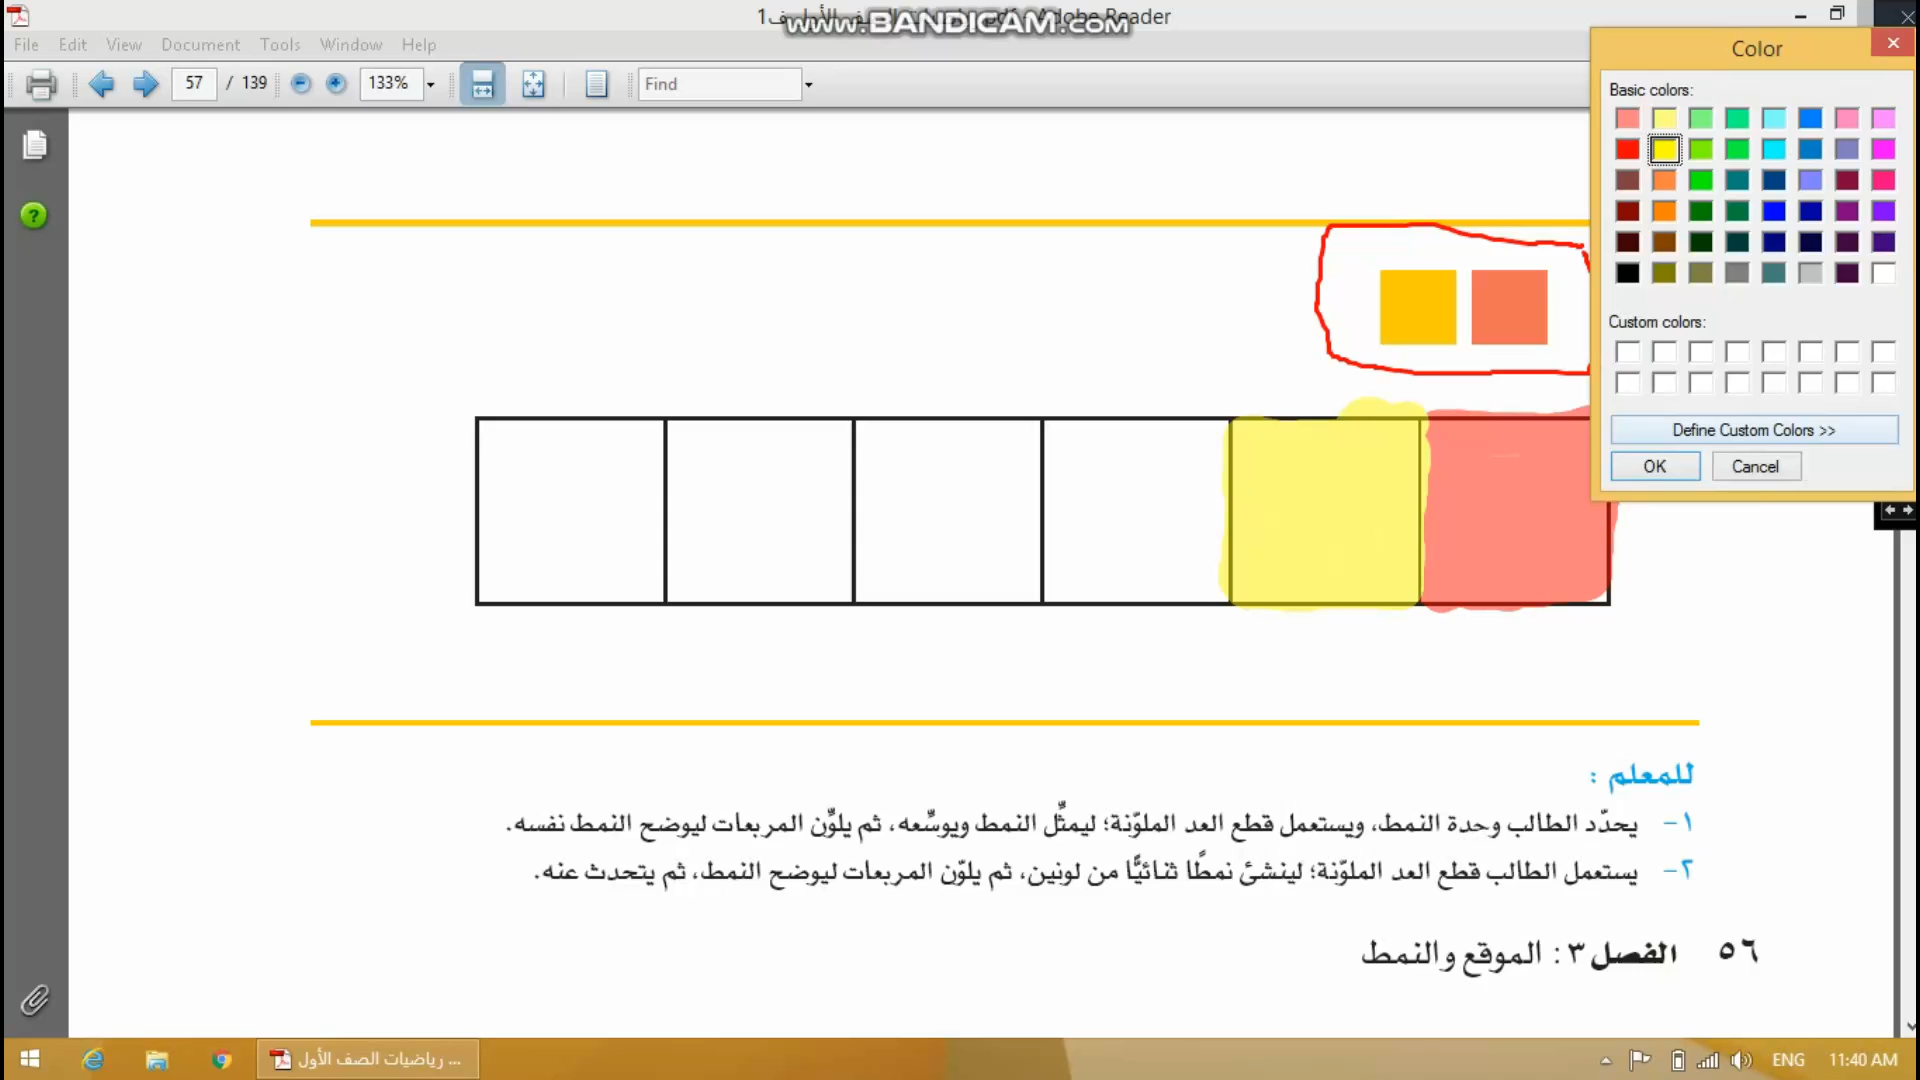 www.BANDICAM.com
Adobe Reader
File Edit View Document Tools Window Help
57 / 139 133% Find
Color
Basic colors:
Custom colors:
Define Custom Colors >>
OK Cancel
للمعلم :
١- يحدّد الطالب وحدة النمط، ويستعمل قطع العد الملوّنة؛ ليمثِّل النمط ويوسِّعه، ثم يلوِّن المربعات ليوضح النمط نفسه.
٢- يستعمل الطالب قطع العد الملوّنة؛ لينشئ نمطًا ثنائيًّا من لونين، ثم يلوّن المربعات ليوضح النمط، ثم يتحدث عنه.
٥٦ الفصل ٣: الموقع والنمط
رياضيات الصف الأول ...
ENG 11:40 AM